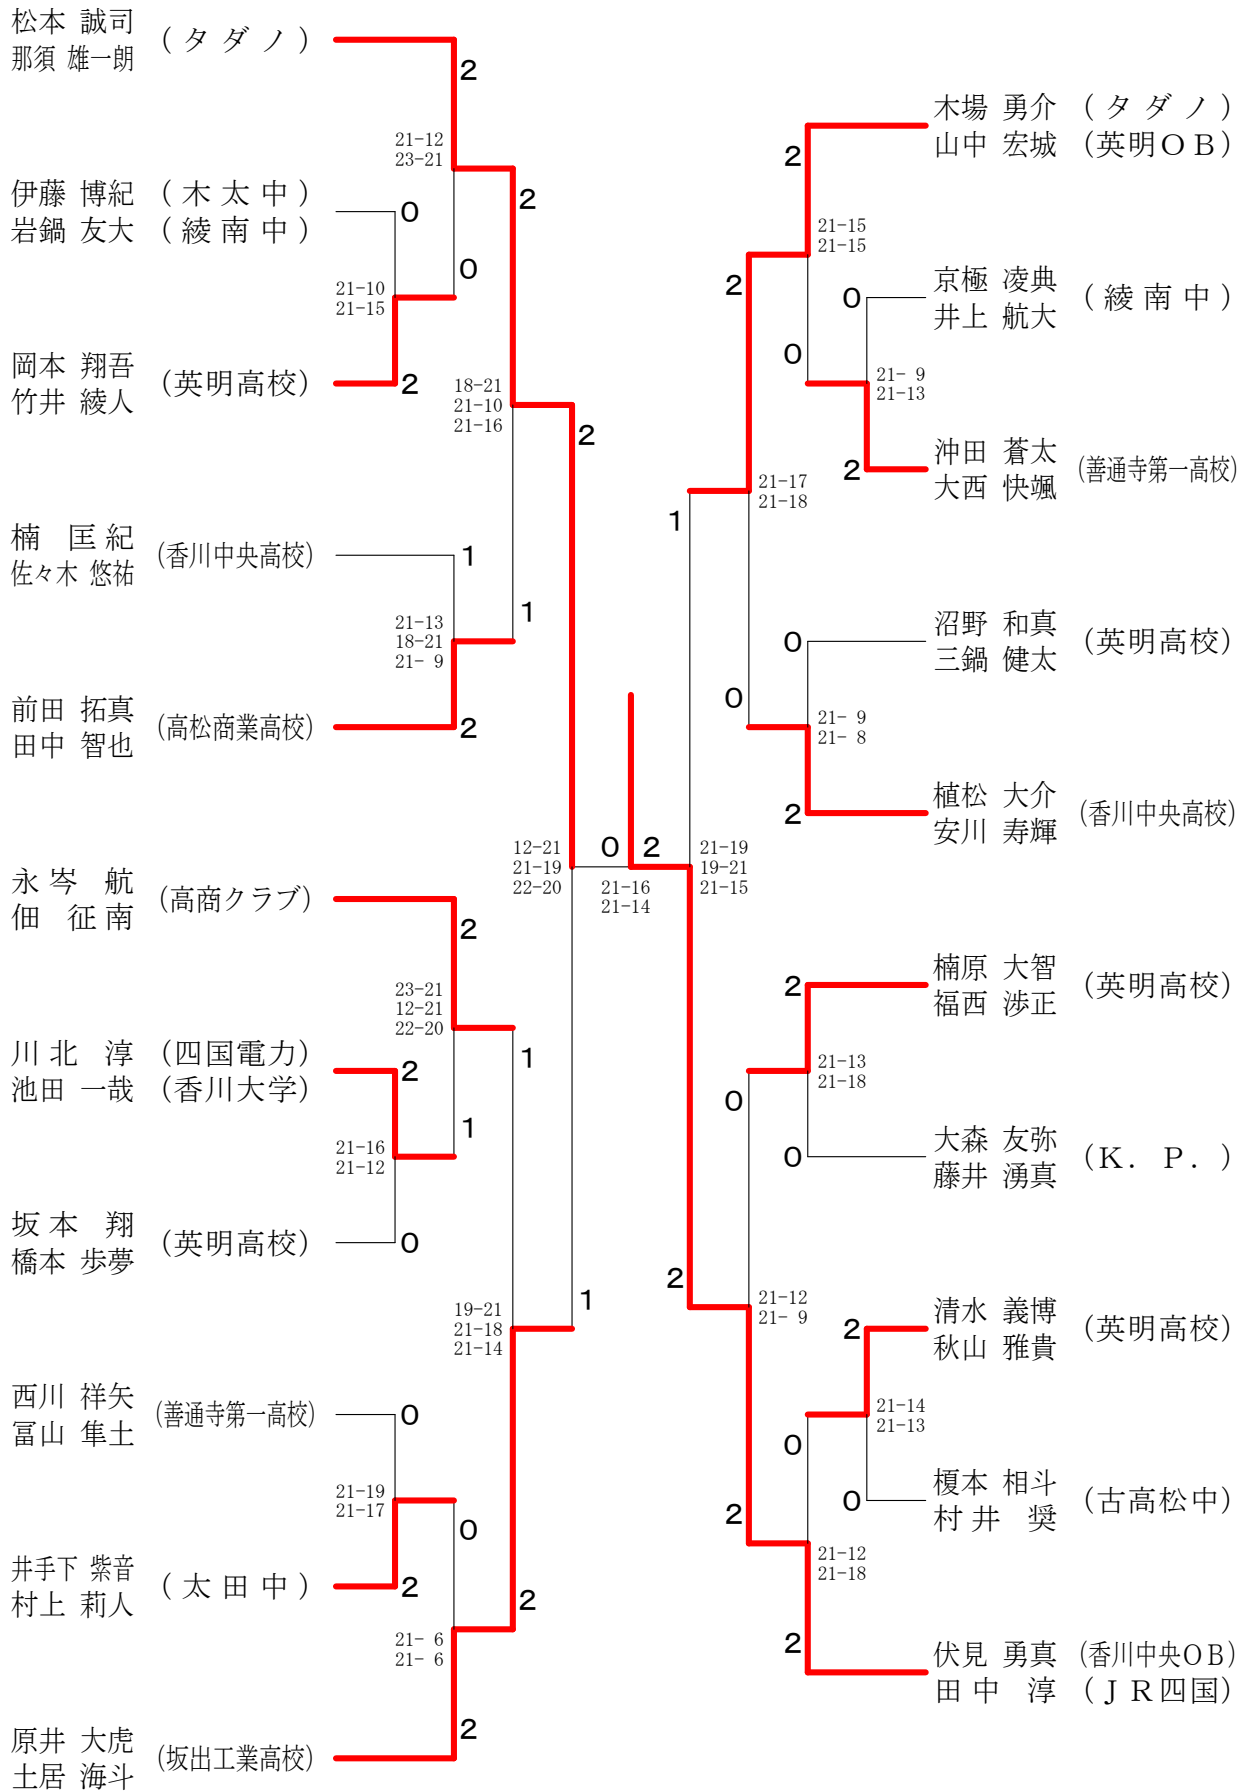 松本 誠司
那須 雄一朗
(タダノ)
2
21-12
23-21
伊藤 博紀 (木太中)
岩鍋 友大 (綾南中)
0
2
0
21-10
21-15
岡本 翔吾
竹井 綾人
(英明高校)
2
18-21
21-10
21-16
2
楠 匡紀
佐々木 悠祐
(香川中央高校)
1
1
21-13
18-21
21- 9
前田 拓真
田中 智也
(高松商業高校)
2
12-21
21-19
22-20
永岑 航
佃 征南
(高商クラブ)
2
23-21
12-21
22-20
1
川北 淳 (四国電力)
池田 一哉 (香川大学)
2
1
21-16
21-12
坂本 翔
橋本 歩夢
(英明高校)
0
19-21
21-18
21-14
1
西川 祥矢
冨山 隼士
(善通寺第一高校)
0
21-19
21-17
0
井手下 紫音
村上 莉人
(太田中)
2
2
21- 6
21- 6
原井 大虎
土居 海斗
(坂出工業高校)
2
0 2
21-16
21-14
木場 勇介 (タダノ)
山中 宏城 (英明OB)
2
21-15
21-15
2
京極 凌典
井上 航大
(綾南中)
0
0
21- 9
21-13
沖田 蒼太
大西 快颯
(善通寺第一高校)
2
21-17
21-18
1
沼野 和真
三鍋 健太
(英明高校)
0
0
21- 9
21- 8
植松 大介
安川 寿輝
(香川中央高校)
2
21-19
19-21
21-15
楠原 大智
福西 渉正
(英明高校)
2
21-13
21-18
0
大森 友弥
藤井 湧真
(K. P.)
0
2
21-12
21- 9
清水 義博
秋山 雅貴
(英明高校)
2
21-14
21-13
0
榎本 相斗
村井 奨
(古高松中)
0
2
21-12
21-18
伏見 勇真 (香川中央OB)
田中 淳 (JR四国)
2